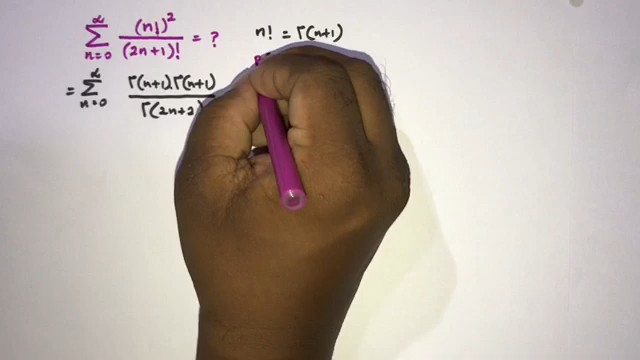 ∑_{n=0}^{∝} (n!)² / (2n+1)! = ?
n! = Γ(n+1)
= ∑_{n=0}^{∝} Γ(n+1) Γ(n+1) / Γ(2n+2)